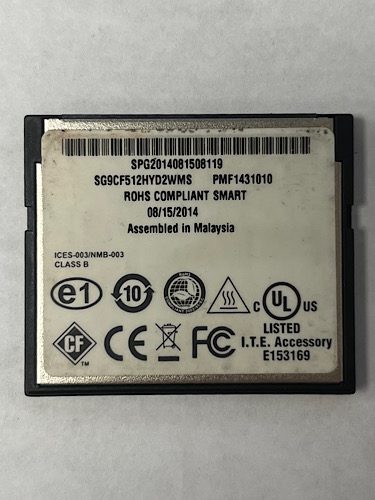 SPG2014081508119
SG9CF512HYD2WMS PMF1431010
ROHS COMPLIANT SMART
08/15/2014
Assembled in Malaysia
ICES-003/NMB-003
CLASS B
e1 10 C UL US
LISTED
CF TM CE FC I.T.E. Accessory
E153169